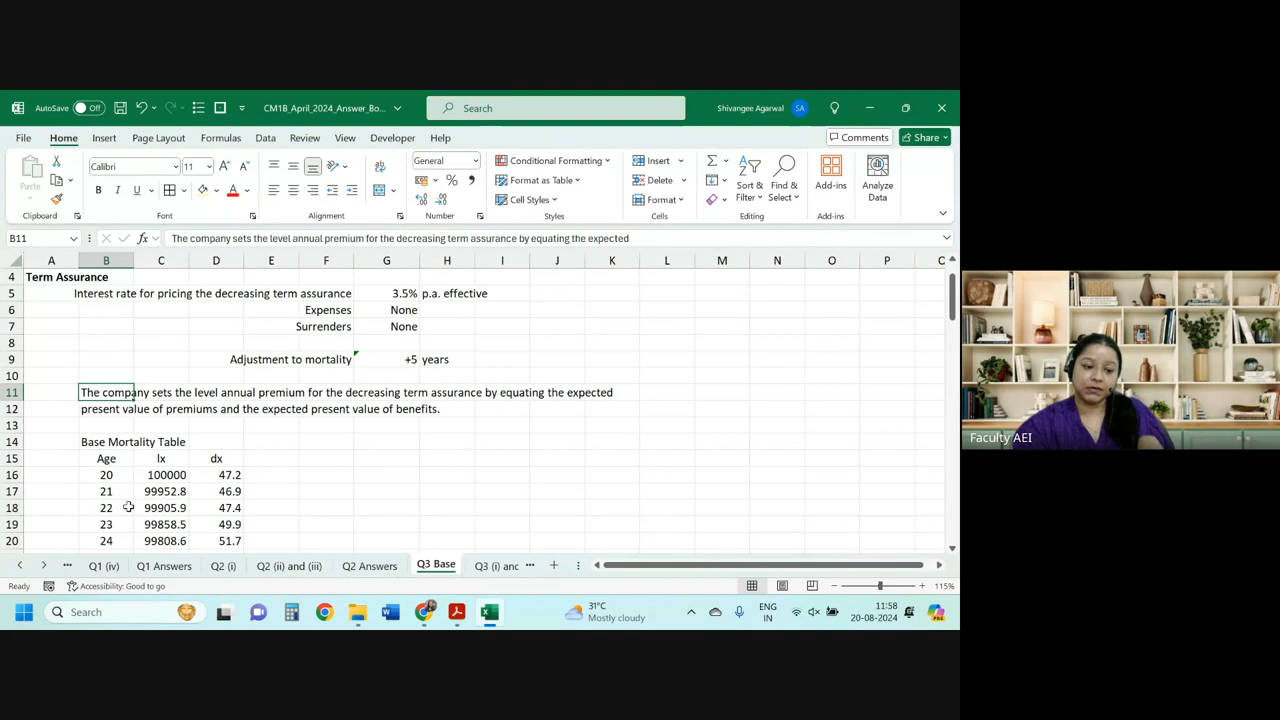 AutoSave Off CM1B_April_2024_Answer_Bo... Search Shivangee Agarwal SA
File Home Insert Page Layout Formulas Data Review View Developer Help Comments Share
Paste Calibri 11 General Conditional Formatting Insert
Format as Table Delete Sort & Find & Add-ins Analyze
B I U Cell Styles Format Filter Select Data
Clipboard Font Alignment Number Styles Cells Editing Add-ins
B11 fx The company sets the level annual premium for the decreasing term assurance by equating the expected
A B C D E F G H I J K L M N O P Q
4 Term Assurance
5 Interest rate for pricing the decreasing term assurance 3.5% p.a. effective
6 Expenses None
7 Surrenders None
8
9 Adjustment to mortality +5 years
10
11 The company sets the level annual premium for the decreasing term assurance by equating the expected
12 present value of premiums and the expected present value of benefits.
13
14 Base Mortality Table
15 Age lx dx
16 20 100000 47.2
17 21 99952.8 46.9
18 22 99905.9 47.4
19 23 99858.5 49.9
20 24 99808.6 51.7
Q1 (iv) Q1 Answers Q2 (i) Q2 (ii) and (iii) Q2 Answers Q3 Base Q3 (i) anc
Ready Accessibility: Good to go 115%
Search 31°C Mostly cloudy ENG IN 11:58 20-08-2024
Faculty AEI